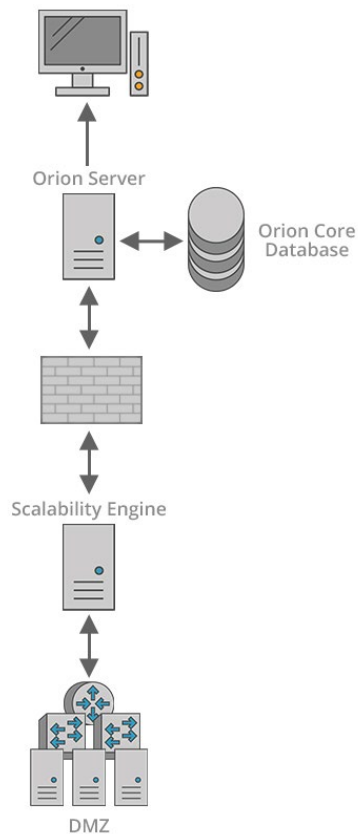 Orion Server
Orion Core
Database
Scalability Engine
DMZ